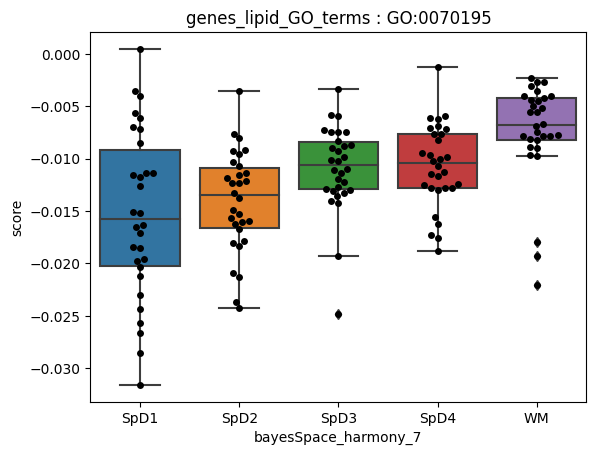 genes_lipid_GO_terms : GO:0070195
0.000
−0.005
−0.010
−0.015
−0.020
−0.025
−0.030
score
SpD1 SpD2 SpD3 SpD4 WM
bayesSpace_harmony_7